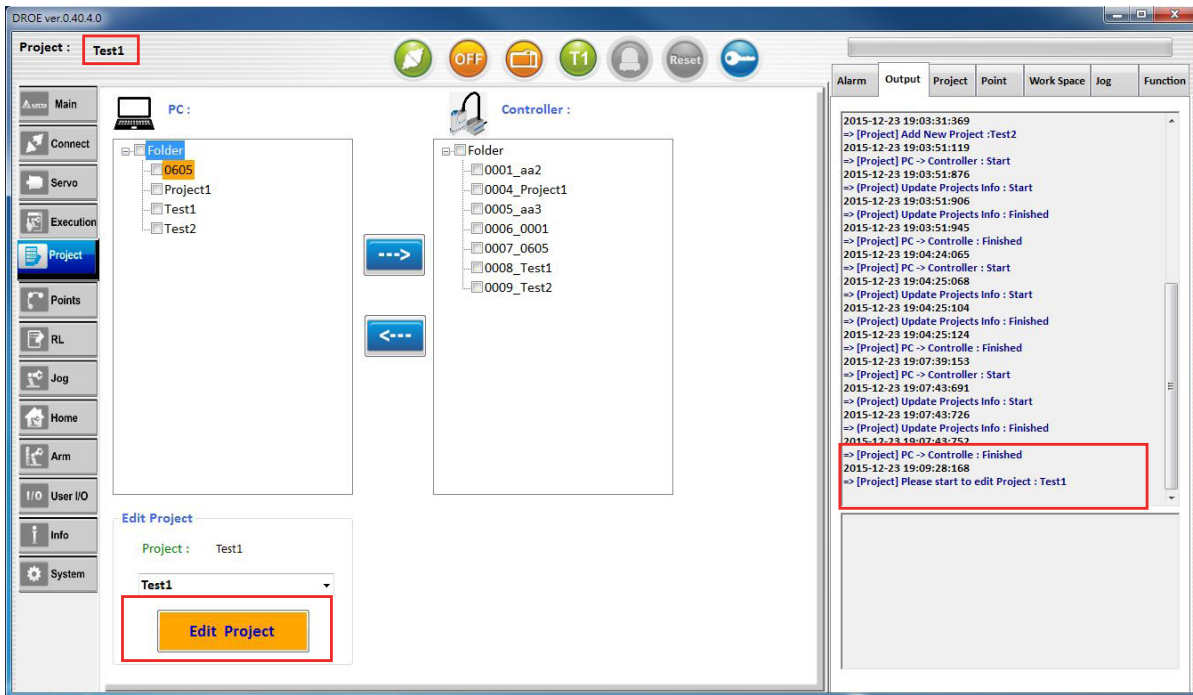 DROE ver.0.40.4.0
Project : Test1
OFF
T1
Reset
Main
Connect
Servo
Execution
Project
Points
RL
Jog
Home
Arm
I/O User I/O
Info
System
PC :
Folder
0605
Project1
Test1
Test2
--->
<---
Controller :
Folder
0001_aa2
0004_Project1
0005_aa3
0006_0001
0007_0605
0008_Test1
0009_Test2
Edit Project
Project : Test1
Test1
Edit Project
Alarm Output Project Point Work Space Jog Function
2015-12-23 19:03:31:369
=> [Project] Add New Project :Test2
2015-12-23 19:03:51:119
=> [Project] PC -> Controller : Start
2015-12-23 19:03:51:876
=> (Project) Update Projects Info : Start
2015-12-23 19:03:51:906
=> (Project) Update Projects Info : Finished
2015-12-23 19:03:51:945
=> [Project] PC -> Controlle : Finished
2015-12-23 19:04:24:065
=> [Project] PC -> Controller : Start
2015-12-23 19:04:25:068
=> (Project) Update Projects Info : Start
2015-12-23 19:04:25:104
=> (Project) Update Projects Info : Finished
2015-12-23 19:04:25:124
=> [Project] PC -> Controlle : Finished
2015-12-23 19:07:39:153
=> [Project] PC -> Controller : Start
2015-12-23 19:07:43:691
=> (Project) Update Projects Info : Start
2015-12-23 19:07:43:726
=> (Project) Update Projects Info : Finished
2015-12-23 19:07:43:752
=> [Project] PC -> Controlle : Finished
2015-12-23 19:09:28:168
=> [Project] Please start to edit Project : Test1